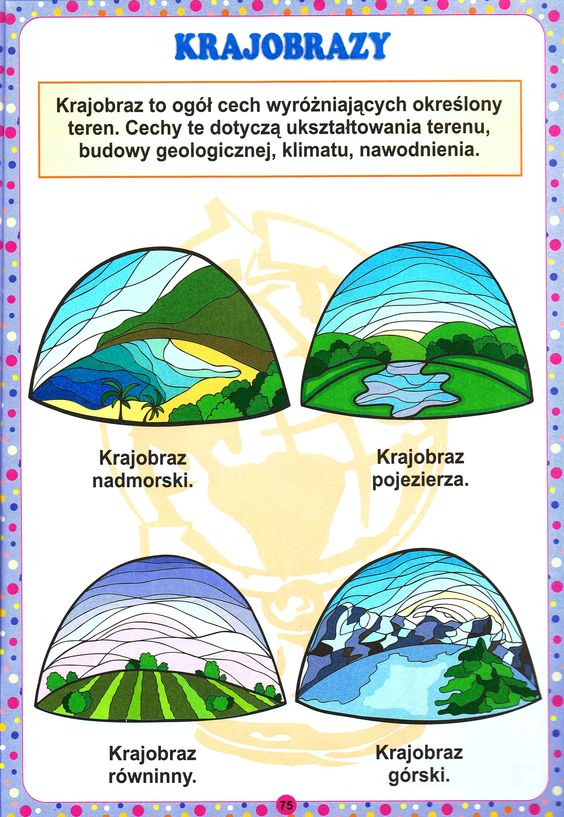 KRAJOBRAZY
Krajobraz to ogół cech wyróżniających określony
teren. Cechy te dotyczą ukształtowania terenu,
budowy geologicznej, klimatu, nawodnienia.
Krajobraz
nadmorski.
Krajobraz
pojezierza.
Krajobraz
równinny.
Krajobraz
górski.
75